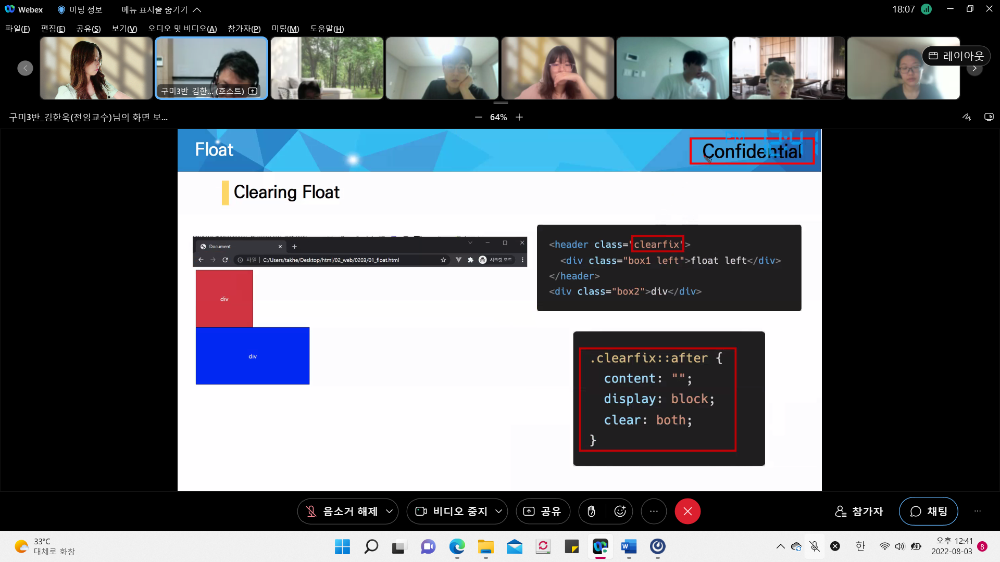 Webex
미팅 정보
메뉴 표시줄 숨기기
18:07
파일(F) 편집(E) 공유(S) 보기(V) 오디오 및 비디오(A) 참가자(P) 미팅(M) 도움말(H)
레이아웃
구미3반_김한... (호스트)
구미3반_김한욱(전임교수)님의 화면 보...
64%
Float
Confidential
PM 12:41
Clearing Float
Document
파일 | C:/Users/takhe/Desktop/html/02_web/0203/01_float.html
시크릿 모드
div
div
<header class="clearfix">
<div class="box1 left">float left</div>
</header>
<div class="box2">div</div>
.clearfix::after {
content: "";
display: block;
clear: both;
}
음소거 해제
비디오 중지
공유
참가자
채팅
33°C
대체로 화창
한
오후 12:41
2022-08-03
8